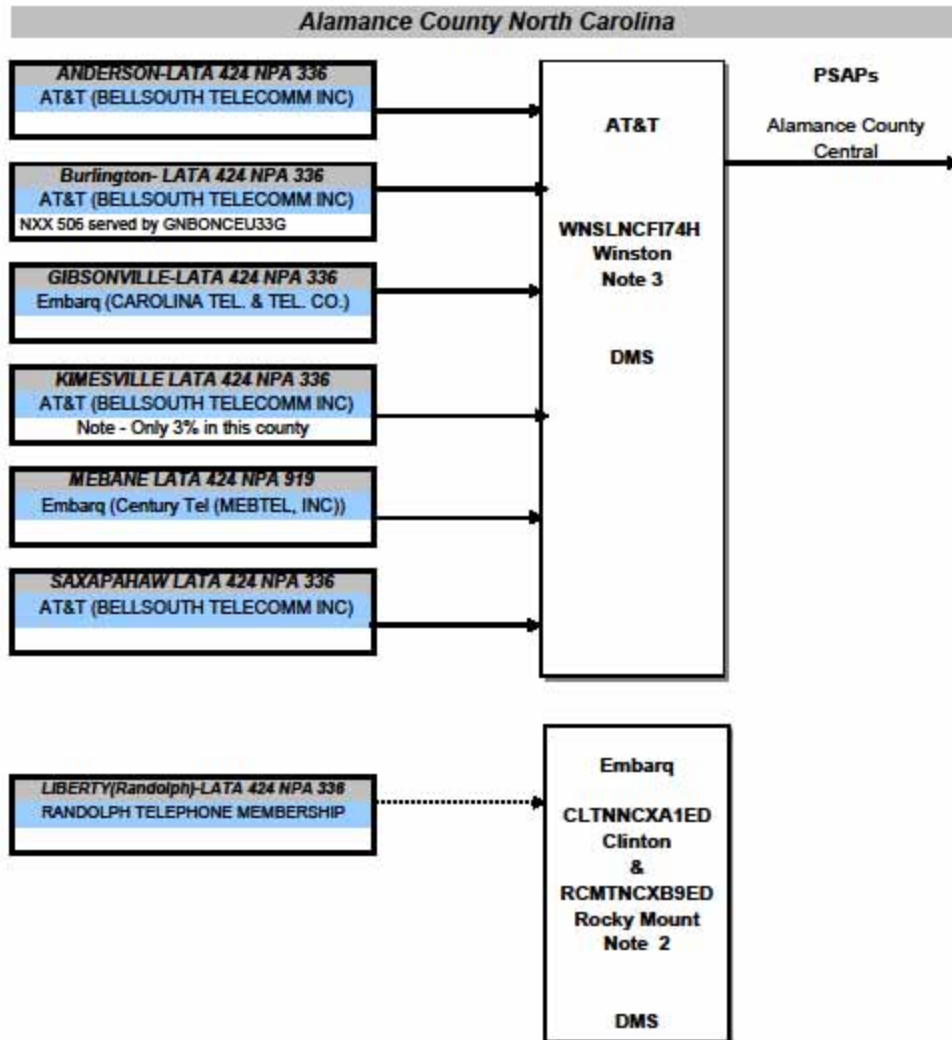 Alamance County North Carolina
ANDERSON-LATA 424 NPA 336
AT&T (BELLSOUTH TELECOMM INC)
Burlington- LATA 424 NPA 336
AT&T (BELLSOUTH TELECOMM INC)
NXX 506 served by GNBONCEU33G
GIBSONVILLE-LATA 424 NPA 336
Embarq (CAROLINA TEL. & TEL. CO.)
KIMESVILLE LATA 424 NPA 336
AT&T (BELLSOUTH TELECOMM INC)
Note - Only 3% in this county
MEBANE LATA 424 NPA 919
Embarq (Century Tel (MEBTEL, INC))
SAXAPAHAW LATA 424 NPA 336
AT&T (BELLSOUTH TELECOMM INC)
AT&T
WNSLNCFI74H
Winston
Note 3
DMS
PSAPs
Alamance County
Central
LIBERTY(Randolph)-LATA 424 NPA 336
RANDOLPH TELEPHONE MEMBERSHIP
Embarq
CLTNNCXA1ED
Clinton
&
RCMTNCXB9ED
Rocky Mount
Note 2
DMS